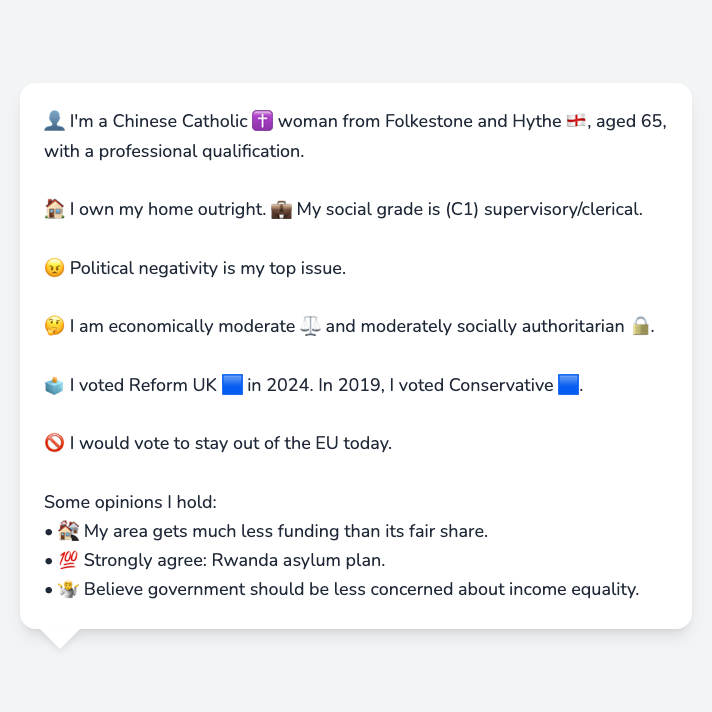 👤 I'm a Chinese Catholic ✝️ woman from Folkestone and Hythe 🏴󠁧󠁢󠁥󠁮󠁧󠁿, aged 65,
with a professional qualification.
🏠 I own my home outright. 💼 My social grade is (C1) supervisory/clerical.
😠 Political negativity is my top issue.
🤔 I am economically moderate ⚖️ and moderately socially authoritarian 🔒.
🗳️ I voted Reform UK 🟦 in 2024. In 2019, I voted Conservative 🟦.
🚫 I would vote to stay out of the EU today.
Some opinions I hold:
• 🏘️ My area gets much less funding than its fair share.
• 💯 Strongly agree: Rwanda asylum plan.
• 🤷 Believe government should be less concerned about income equality.